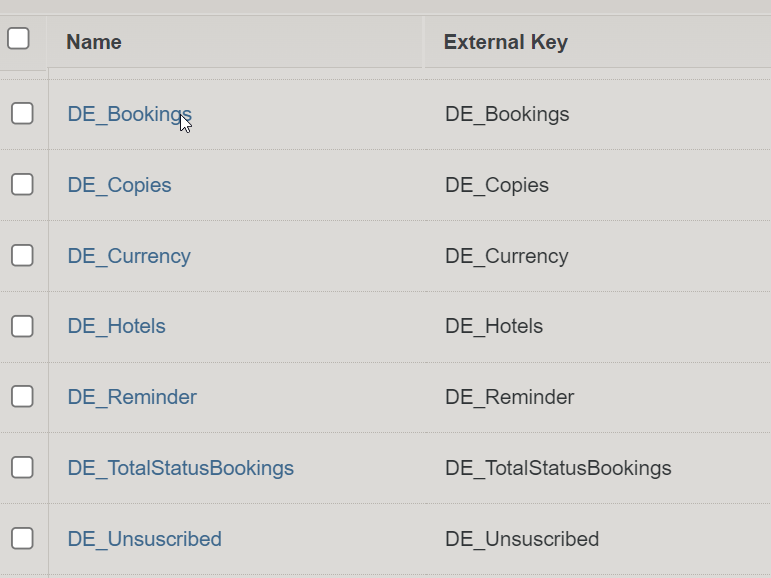 Name External Key
DE_Bookings DE_Bookings
DE_Copies DE_Copies
DE_Currency DE_Currency
DE_Hotels DE_Hotels
DE_Reminder DE_Reminder
DE_TotalStatusBookings DE_TotalStatusBookings
DE_Unsuscribed DE_Unsuscribed